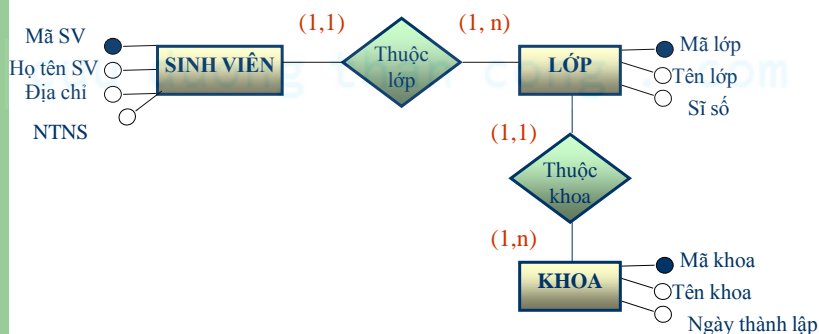 (1,1)
(1, n)
Mã SV
Họ tên SV
Địa chỉ
NTNS
SINH VIÊN
Thuộc
lớp
LỚP
Mã lớp
Tên lớp
Sĩ số
(1,1)
Thuộc
khoa
(1,n)
KHOA
Mã khoa
Tên khoa
Ngày thành lập